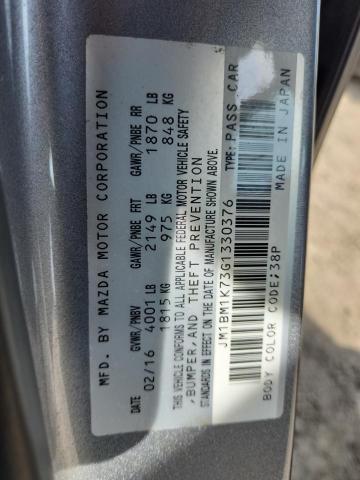 MFD. BY MAZDA MOTOR CORPORATION
GVWR/PNBV GAWR/PNBE FRT GAWR/PNBE RR
DATE 02/16 4001 LB 2149 LB 1870 LB
1815 KG 975 KG 848 KG
THIS VEHICLE CONFORMS TO ALL APPLICABLE FEDERAL MOTOR VEHICLE SAFETY
,BUMPER,AND THEFT PREVENTION
STANDARDS IN EFFECT ON THE DATE OF MANUFACTURE SHOWN ABOVE.
JM1BM1K73G1330376 TYPE: PASS CAR
BODY COLOR CODE;38P MADE IN JAPAN